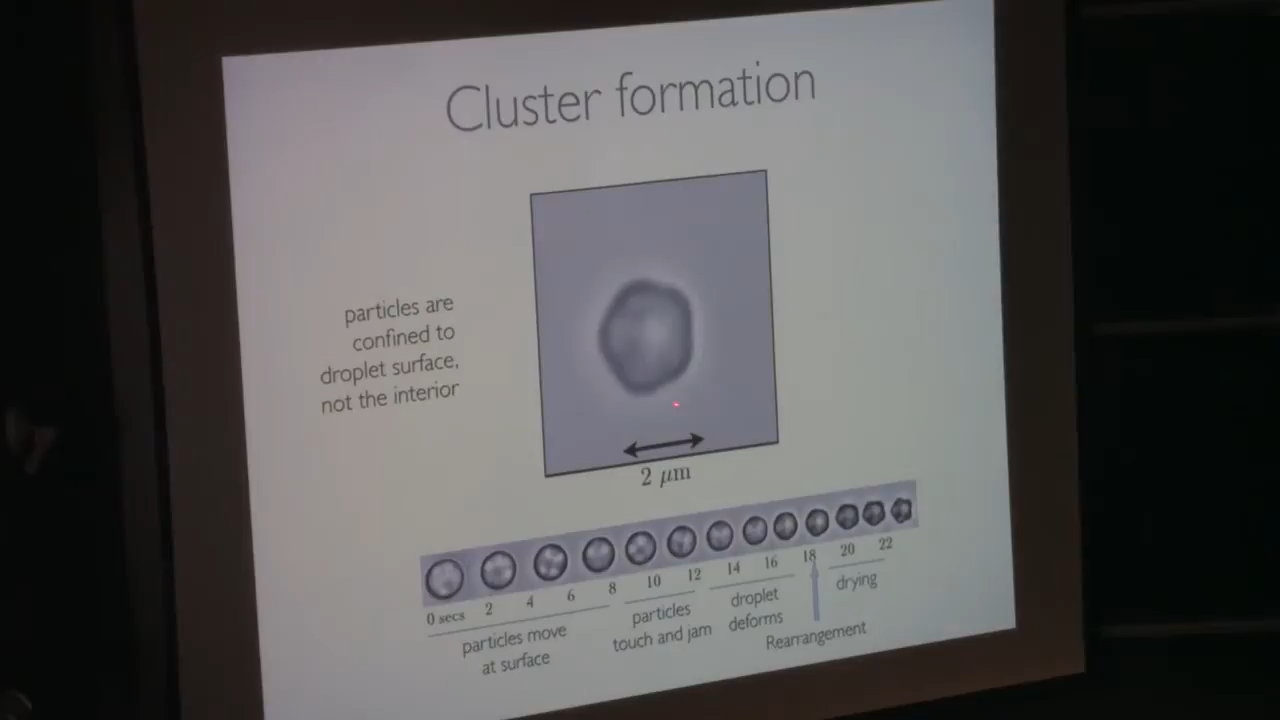 Cluster formation
particles are
confined to
droplet surface,
not the interior
2 μm
0 secs 2 4 6 8 10 12 14 16 18 20 22
particles move
at surface
particles
touch and jam
droplet
deforms
Rearrangement
drying